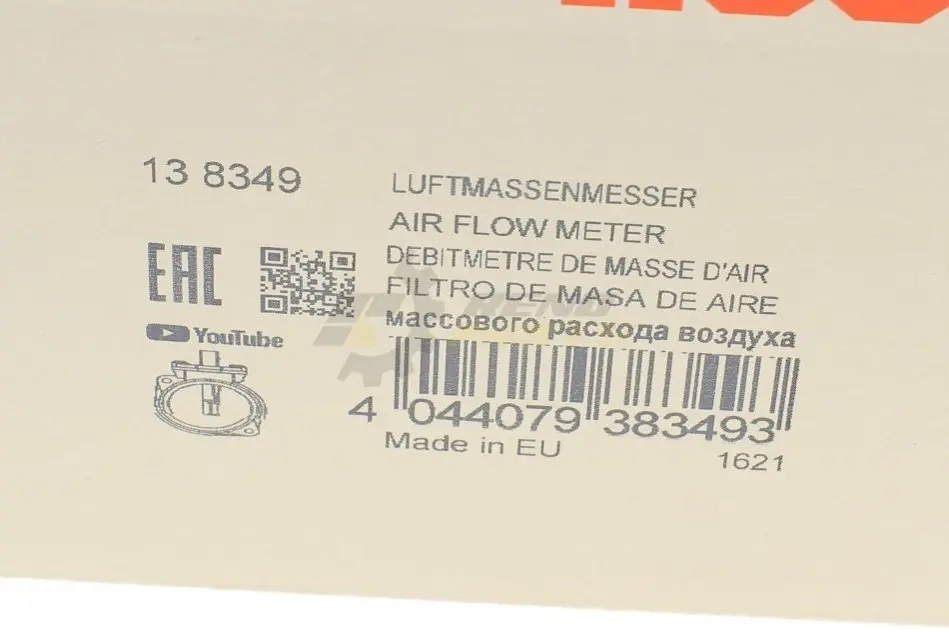 13 8349
LUFTMASSENMESSER
AIR FLOW METER
DEBITMETRE DE MASSE D'AIR
FILTRO DE MASA DE AIRE
массового расхода воздуха
EAC
YouTube
4 044079 383493
Made in EU
1621